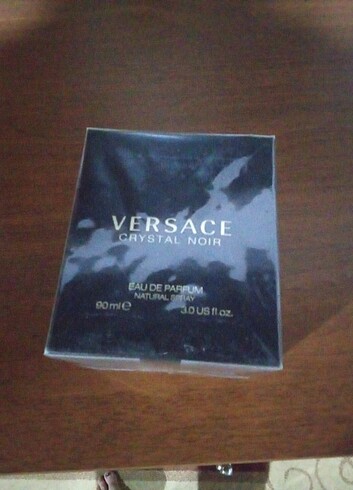 VERSACE
CRYSTAL NOIR
EAU DE PARFUM
NATURAL SPRAY
90 ml e 3.0 US fl oz.